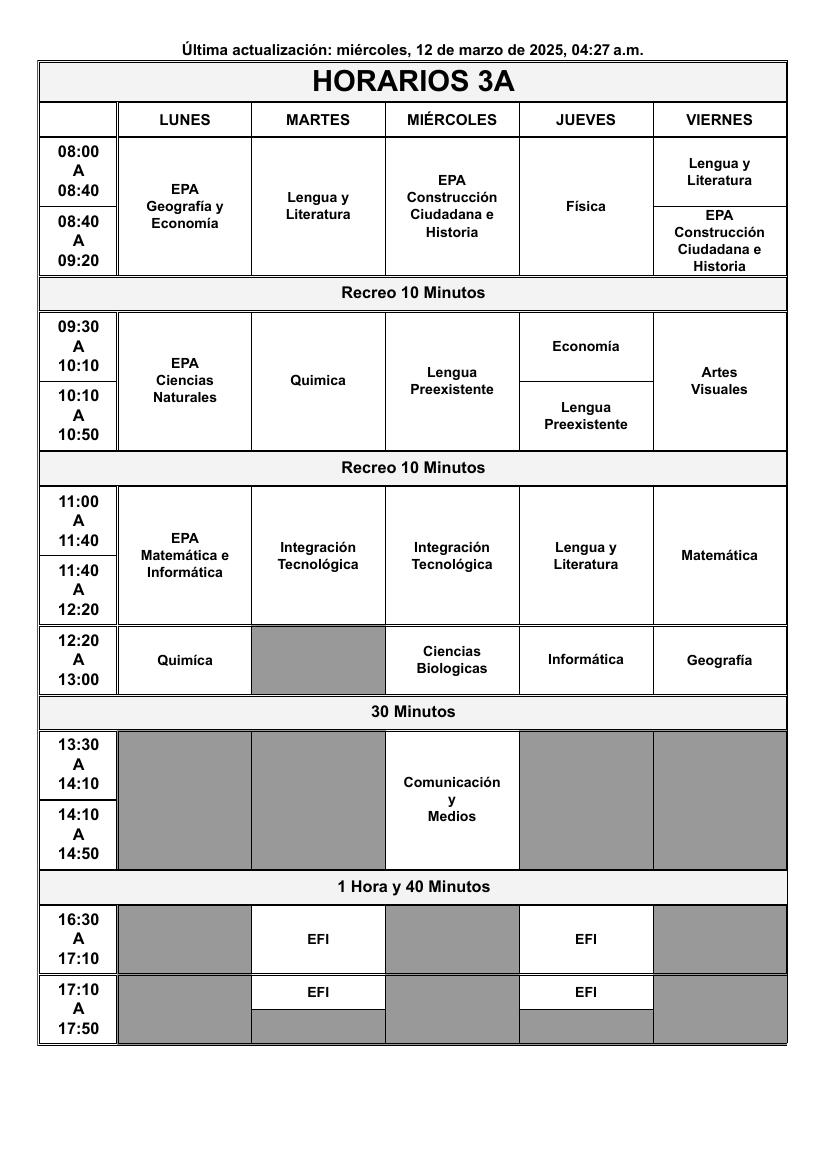 Última actualización: miércoles, 12 de marzo de 2025, 04:27 a.m.
HORARIOS 3A
LUNES MARTES MIÉRCOLES JUEVES VIERNES
08:00
A
08:40
08:40
A
09:20
EPA
Geografía y
Economía
Lengua y
Literatura
EPA
Construcción
Ciudadana e
Historia
Física
Lengua y
Literatura
EPA
Construcción
Ciudadana e
Historia
Recreo 10 Minutos
09:30
A
10:10
10:10
A
10:50
EPA
Ciencias
Naturales
Quimica
Lengua
Preexistente
Economía
Lengua
Preexistente
Artes
Visuales
Recreo 10 Minutos
11:00
A
11:40
11:40
A
12:20
EPA
Matemática e
Informática
Integración
Tecnológica
Integración
Tecnológica
Lengua y
Literatura
Matemática
12:20
A
13:00
Quimíca
Ciencias
Biologicas
Informática
Geografía
30 Minutos
13:30
A
14:10
14:10
A
14:50
Comunicación
y
Medios
1 Hora y 40 Minutos
16:30
A
17:10
EFI
EFI
17:10
A
17:50
EFI
EFI